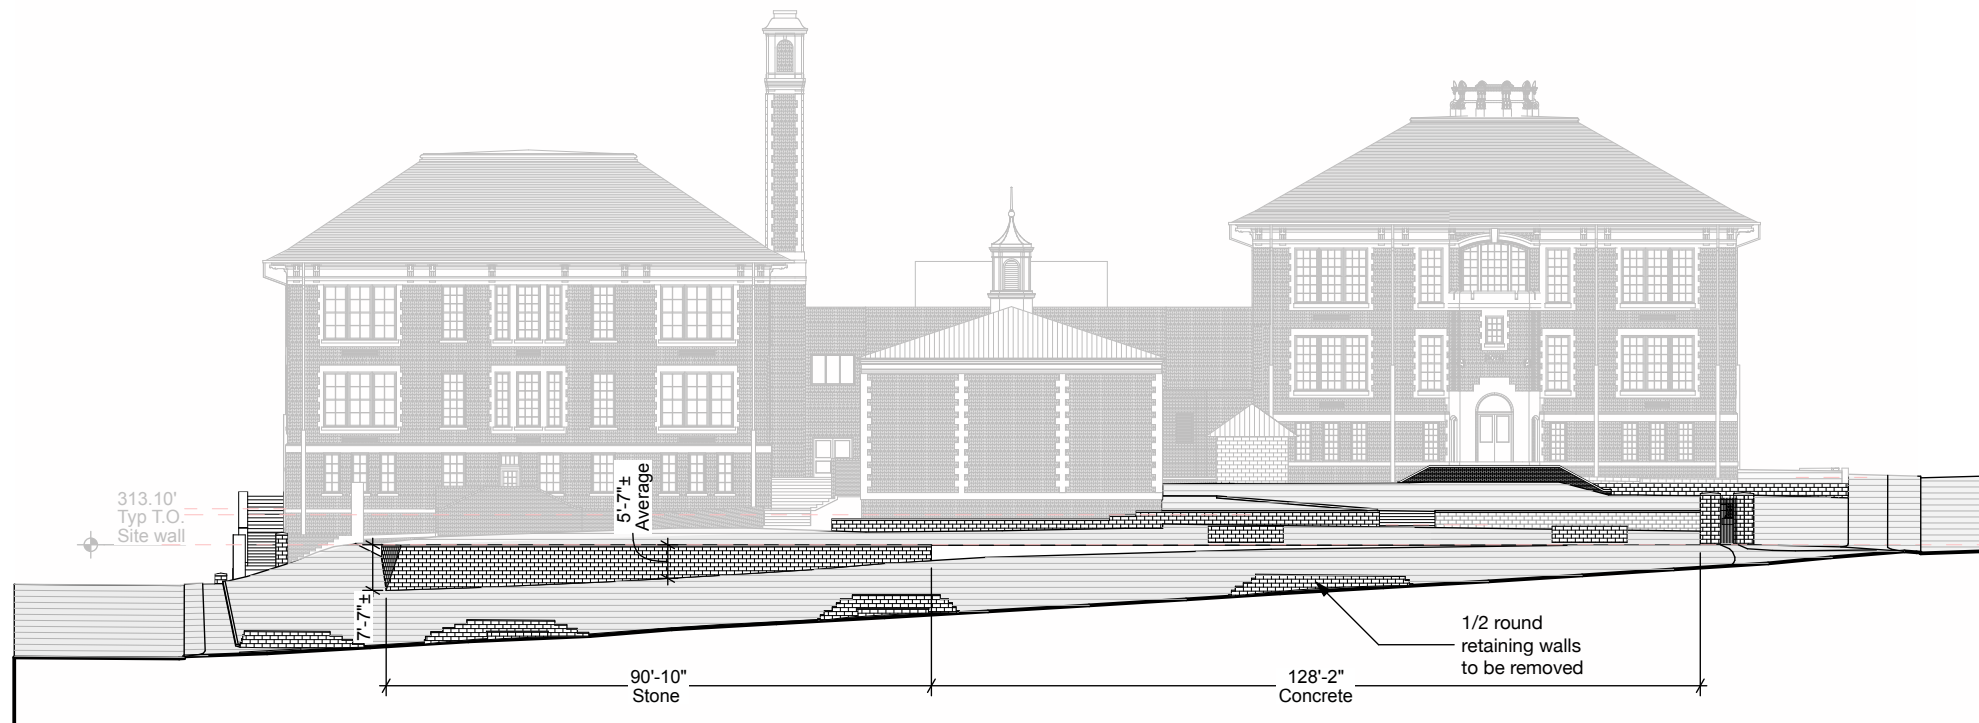 313.10'
Typ T.O.
Site wall
5'-7"±
Average
7'-7"±
90'-10"
Stone
128'-2"
Concrete
1/2 round
retaining walls
to be removed